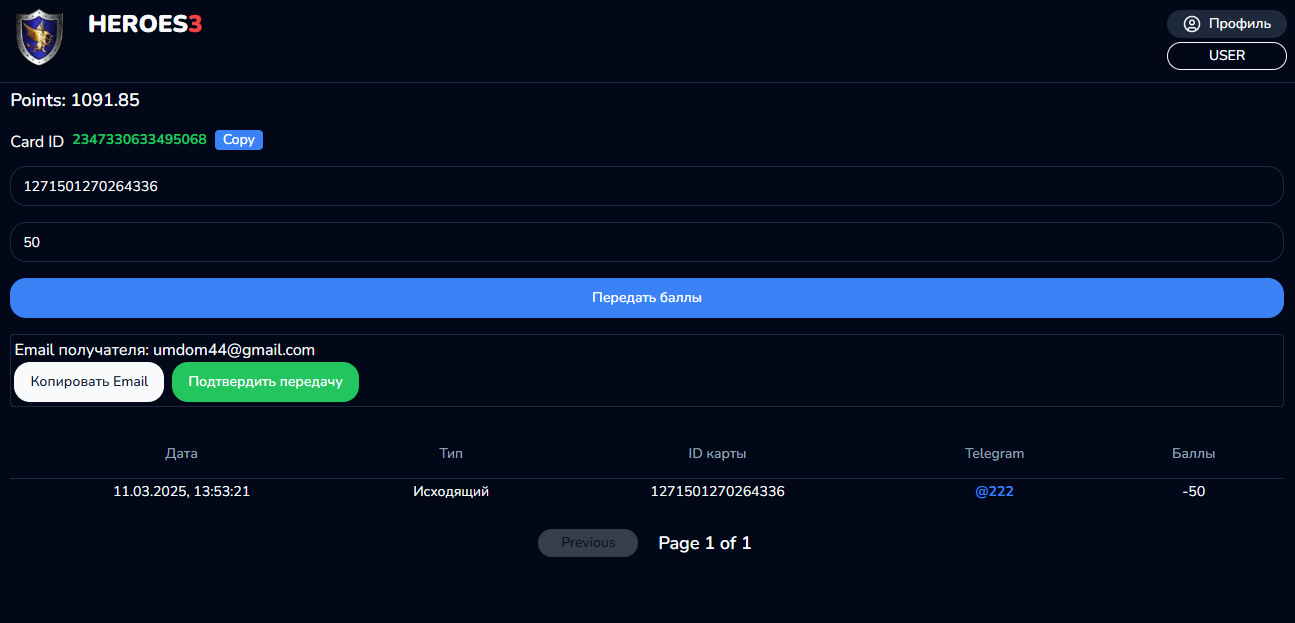 HEROES3
Профиль
USER
Points: 1091.85
Card ID 2347330633495068 Copy
1271501270264336
50
Передать баллы
Email получателя: umdom44@gmail.com
Копировать Email Подтвердить передачу
Дата Тип ID карты Telegram Баллы
11.03.2025, 13:53:21 Исходящий 1271501270264336 @222 -50
Previous Page 1 of 1